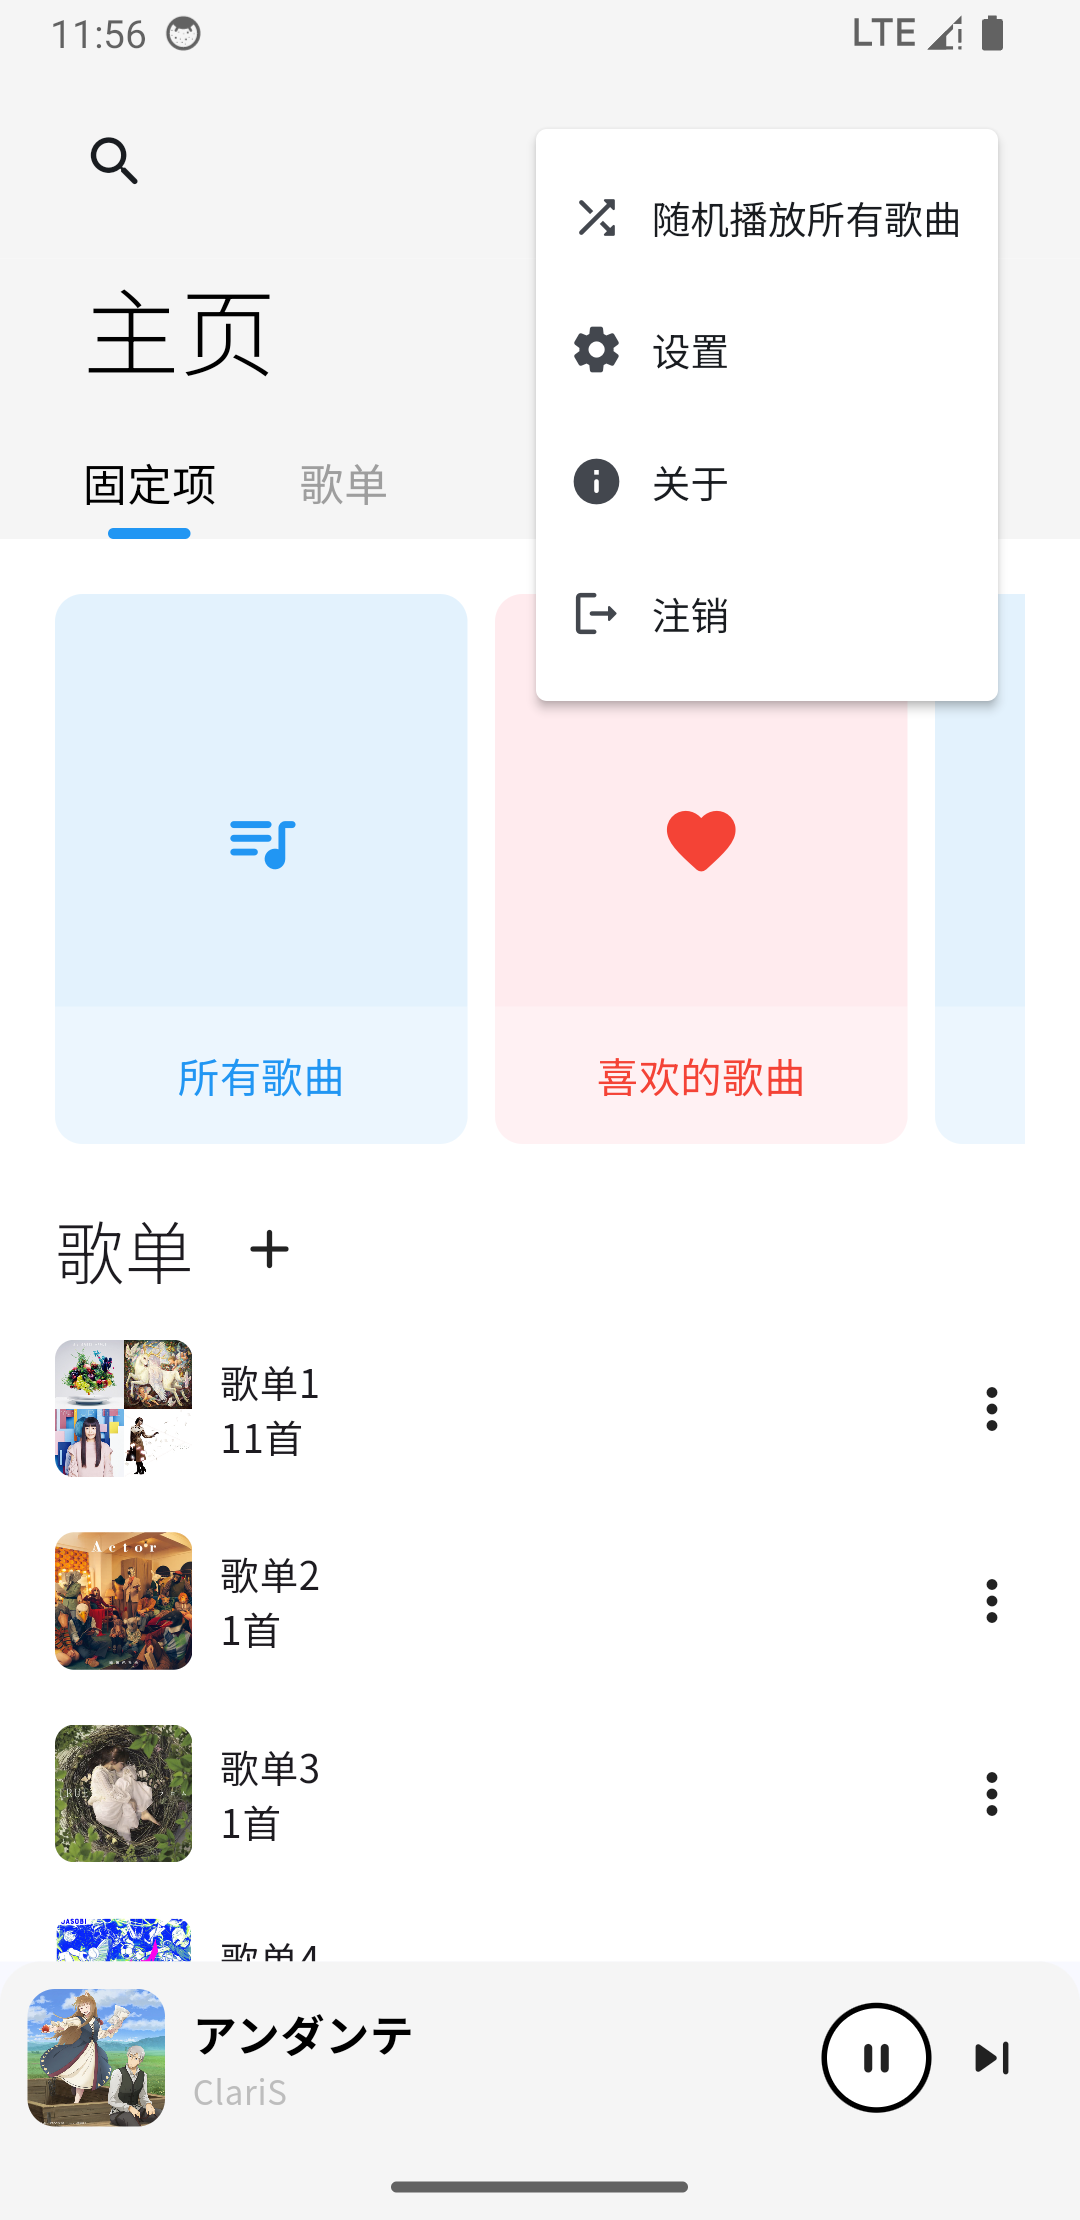 11:56
LTE
随机播放所有歌曲
设置
关于
注销
主页
固定项
歌单
所有歌曲
喜欢的歌曲
歌单
歌单1
11首
Actor
歌单2
1首
歌单3
1首
歌单4
アンダンテ
ClariS